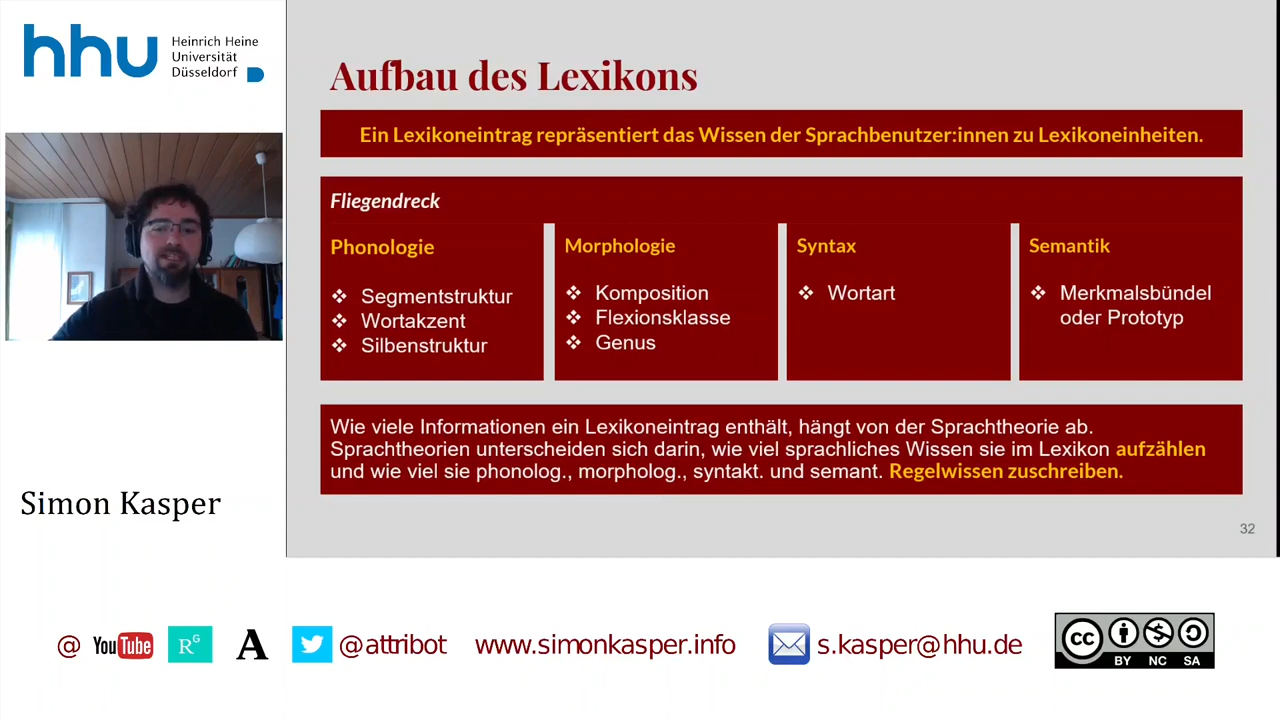 hhu
Heinrich Heine
Universität
Düsseldorf
Aufbau des Lexikons
Ein Lexikoneintrag repräsentiert das Wissen der Sprachbenutzer:innen zu Lexikoneinheiten.
Fliegendreck
Phonologie
Segmentstruktur
Wortakzent
Silbenstruktur
Morphologie
Komposition
Flexionsklasse
Genus
Syntax
Wortart
Semantik
Merkmalsbündel
oder Prototyp
Wie viele Informationen ein Lexikoneintrag enthält, hängt von der Sprachtheorie ab.
Sprachtheorien unterscheiden sich darin, wie viel sprachliches Wissen sie im Lexikon aufzählen
und wie viel sie phonolog., morpholog., syntakt. und semant. Regelwissen zuschreiben.
32
Simon Kasper
@ YouTube RG A @attribot www.simonkasper.info s.kasper@hhu.de
cc BY NC SA